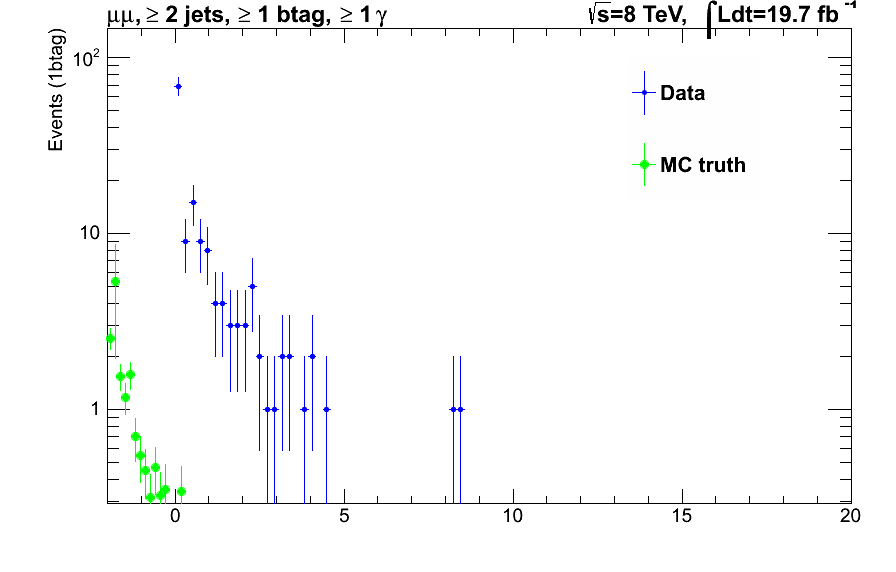 μμ, ≥ 2 jets, ≥ 1 btag, ≥ 1 γ
√s=8 TeV, ∫Ldt=19.7 fb⁻¹
Events (1btag)
10²
10
1
Data
MC truth
0 5 10 15 20